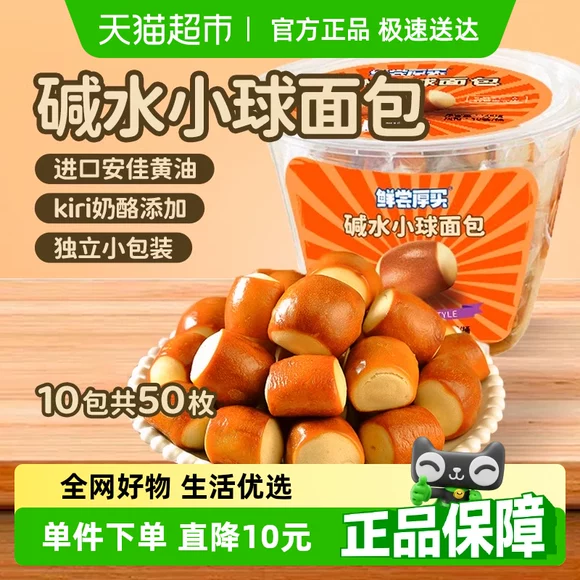 天猫超市 官方正品 极速送达
碱水小球面包
进口安佳黄油
kiri奶酪添加
独立小包装
鲜尝厚买
碱水小球面包
10包共50枚
全网好物 生活优选
单件下单 直降10元
正品保障